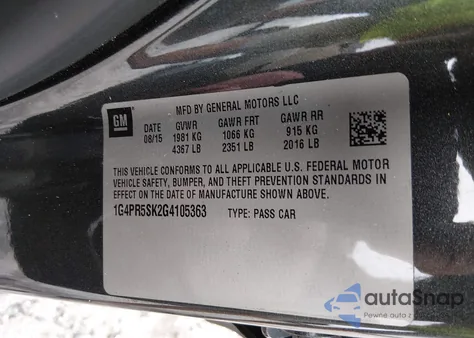 MFD BY GENERAL MOTORS LLC
GM
DATE GVWR GAWR FRT GAWR RR
08/15 1981 KG 1066 KG 915 KG
4367 LB 2351 LB 2016 LB
THIS VEHICLE CONFORMS TO ALL APPLICABLE U.S. FEDERAL MOTOR
VEHICLE SAFETY, BUMPER, AND THEFT PREVENTION STANDARDS IN
EFFECT ON THE DATE OF MANUFACTURE SHOWN ABOVE.
1G4PR5SK2G4105363 TYPE: PASS CAR
autoSnap
Pewne auta z